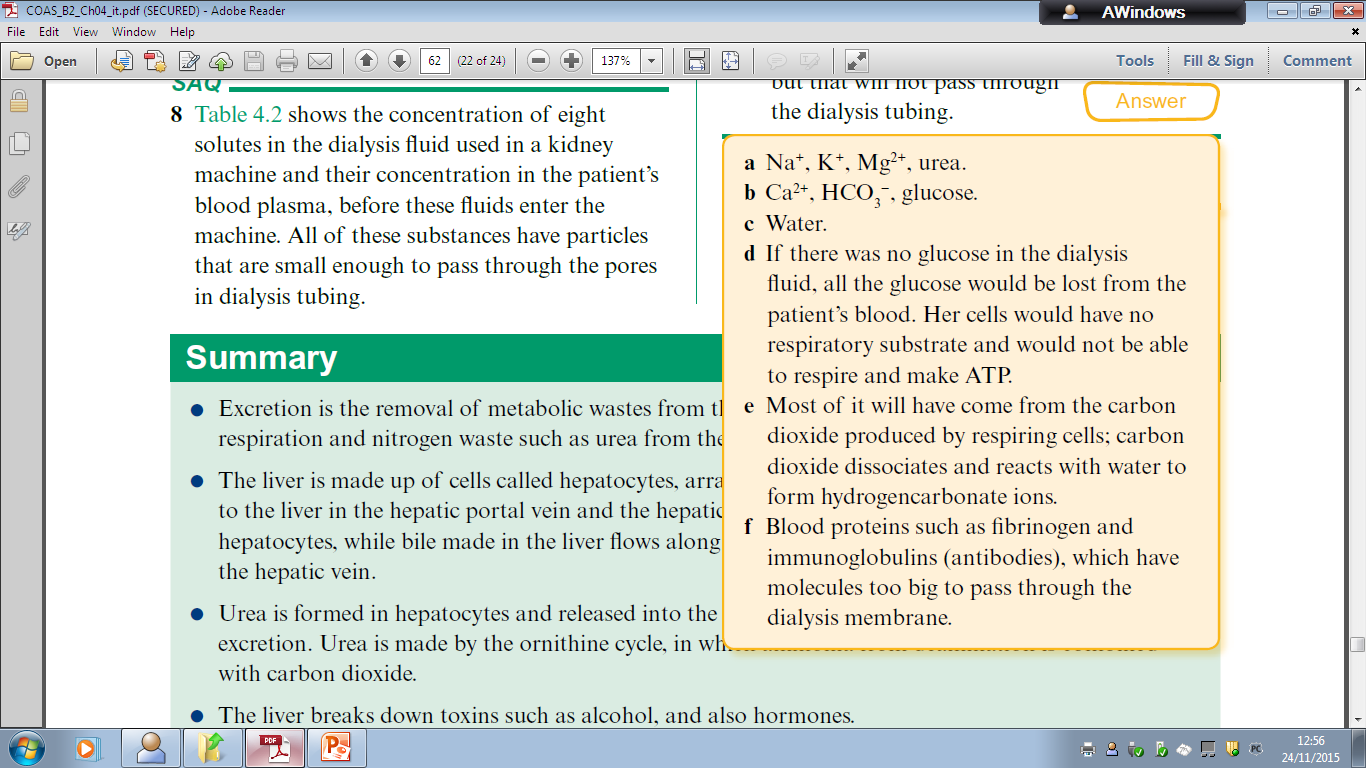 COAS_B2_Ch04_it.pdf (SECURED) - Adobe Reader
AWindows
File Edit View Window Help
Open
62 (22 of 24)
137%
Tools Fill & Sign Comment
SAQ
8 Table 4.2 shows the concentration of eight
solutes in the dialysis fluid used in a kidney
machine and their concentration in the patient’s
blood plasma, before these fluids enter the
machine. All of these substances have particles
that are small enough to pass through the pores
in dialysis tubing.
but that will not pass through
the dialysis tubing.
Answer
a Na⁺, K⁺, Mg²⁺, urea.
b Ca²⁺, HCO₃⁻, glucose.
c Water.
d If there was no glucose in the dialysis
fluid, all the glucose would be lost from the
patient’s blood. Her cells would have no
respiratory substrate and would not be able
to respire and make ATP.
e Most of it will have come from the carbon
dioxide produced by respiring cells; carbon
dioxide dissociates and reacts with water to
form hydrogencarbonate ions.
f Blood proteins such as fibrinogen and
immunoglobulins (antibodies), which have
molecules too big to pass through the
dialysis membrane.
Summary
Excretion is the removal of metabolic wastes from
respiration and nitrogen waste such as urea from the
The liver is made up of cells called hepatocytes,
to the liver in the hepatic portal vein and the
hepatocytes, while bile made in the liver flows along
the hepatic vein.
Urea is formed in hepatocytes and released into the
excretion. Urea is made by the ornithine cycle, in
with carbon dioxide.
The liver breaks down toxins such as alcohol, and also hormones.
PDF
PC
12:56
24/11/2015